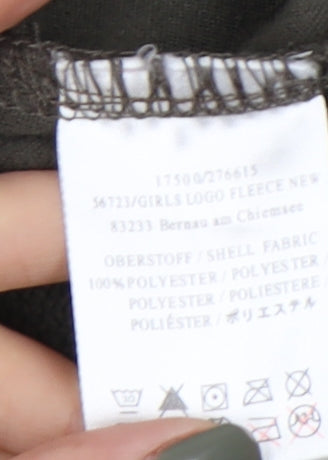 17500/276615
56723/GIRLS LOGO FLEECE NEW
83233 Bernau am Chiemsee
OBERSTOFF / SHELL FABRIC
100%POLYESTER / POLYESTER /
POLYESTER / POLIESTERE /
POLIÉSTER / ポリエステル
30